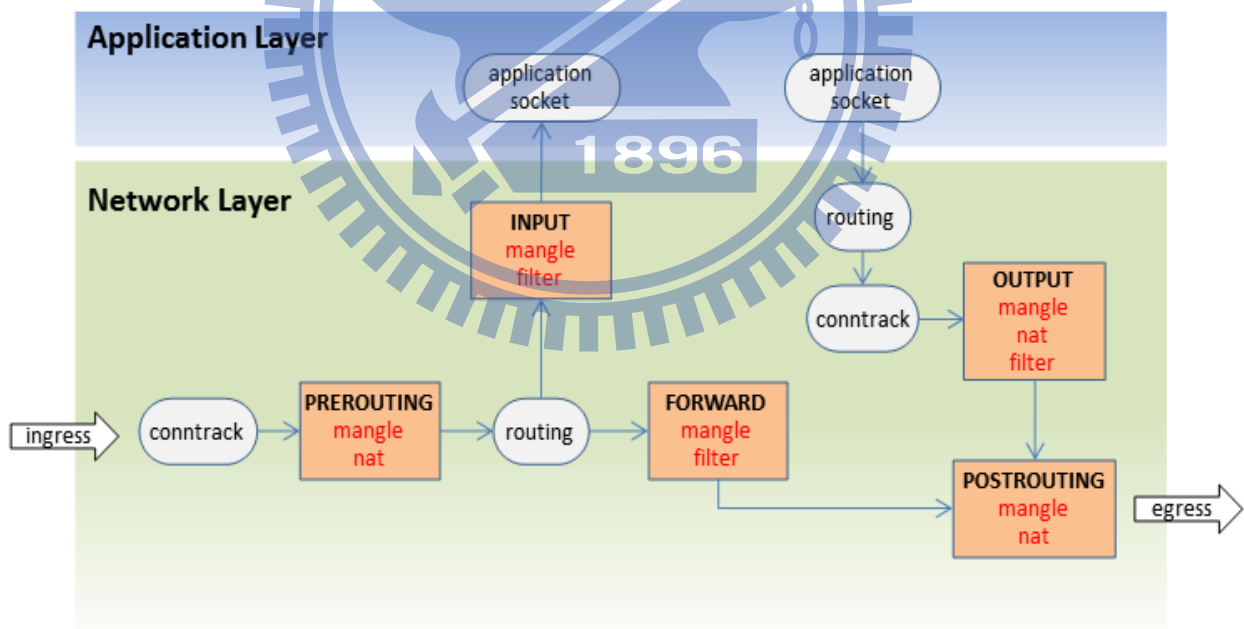 Application Layer
application
socket
application
socket
1896
Network Layer
INPUT
mangle
filter
routing
conntrack
OUTPUT
mangle
nat
filter
ingress
conntrack
PREROUTING
mangle
nat
routing
FORWARD
mangle
filter
POSTROUTING
mangle
nat
egress